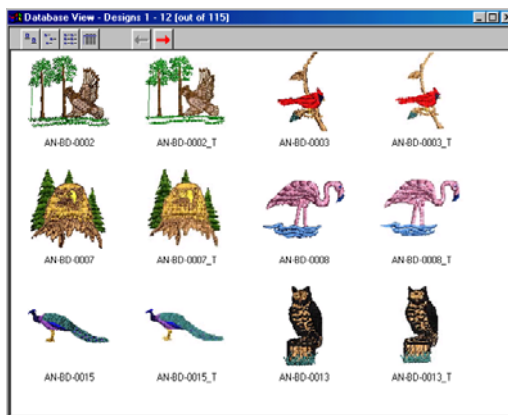 Database View - Designs 1 - 12 (out of 115)
AN-BD-0002 AN-BD-0002_T AN-BD-0003 AN-BD-0003_T
AN-BD-0007 AN-BD-0007_T AN-BD-0008 AN-BD-0008_T
AN-BD-0015 AN-BD-0015_T AN-BD-0013 AN-BD-0013_T